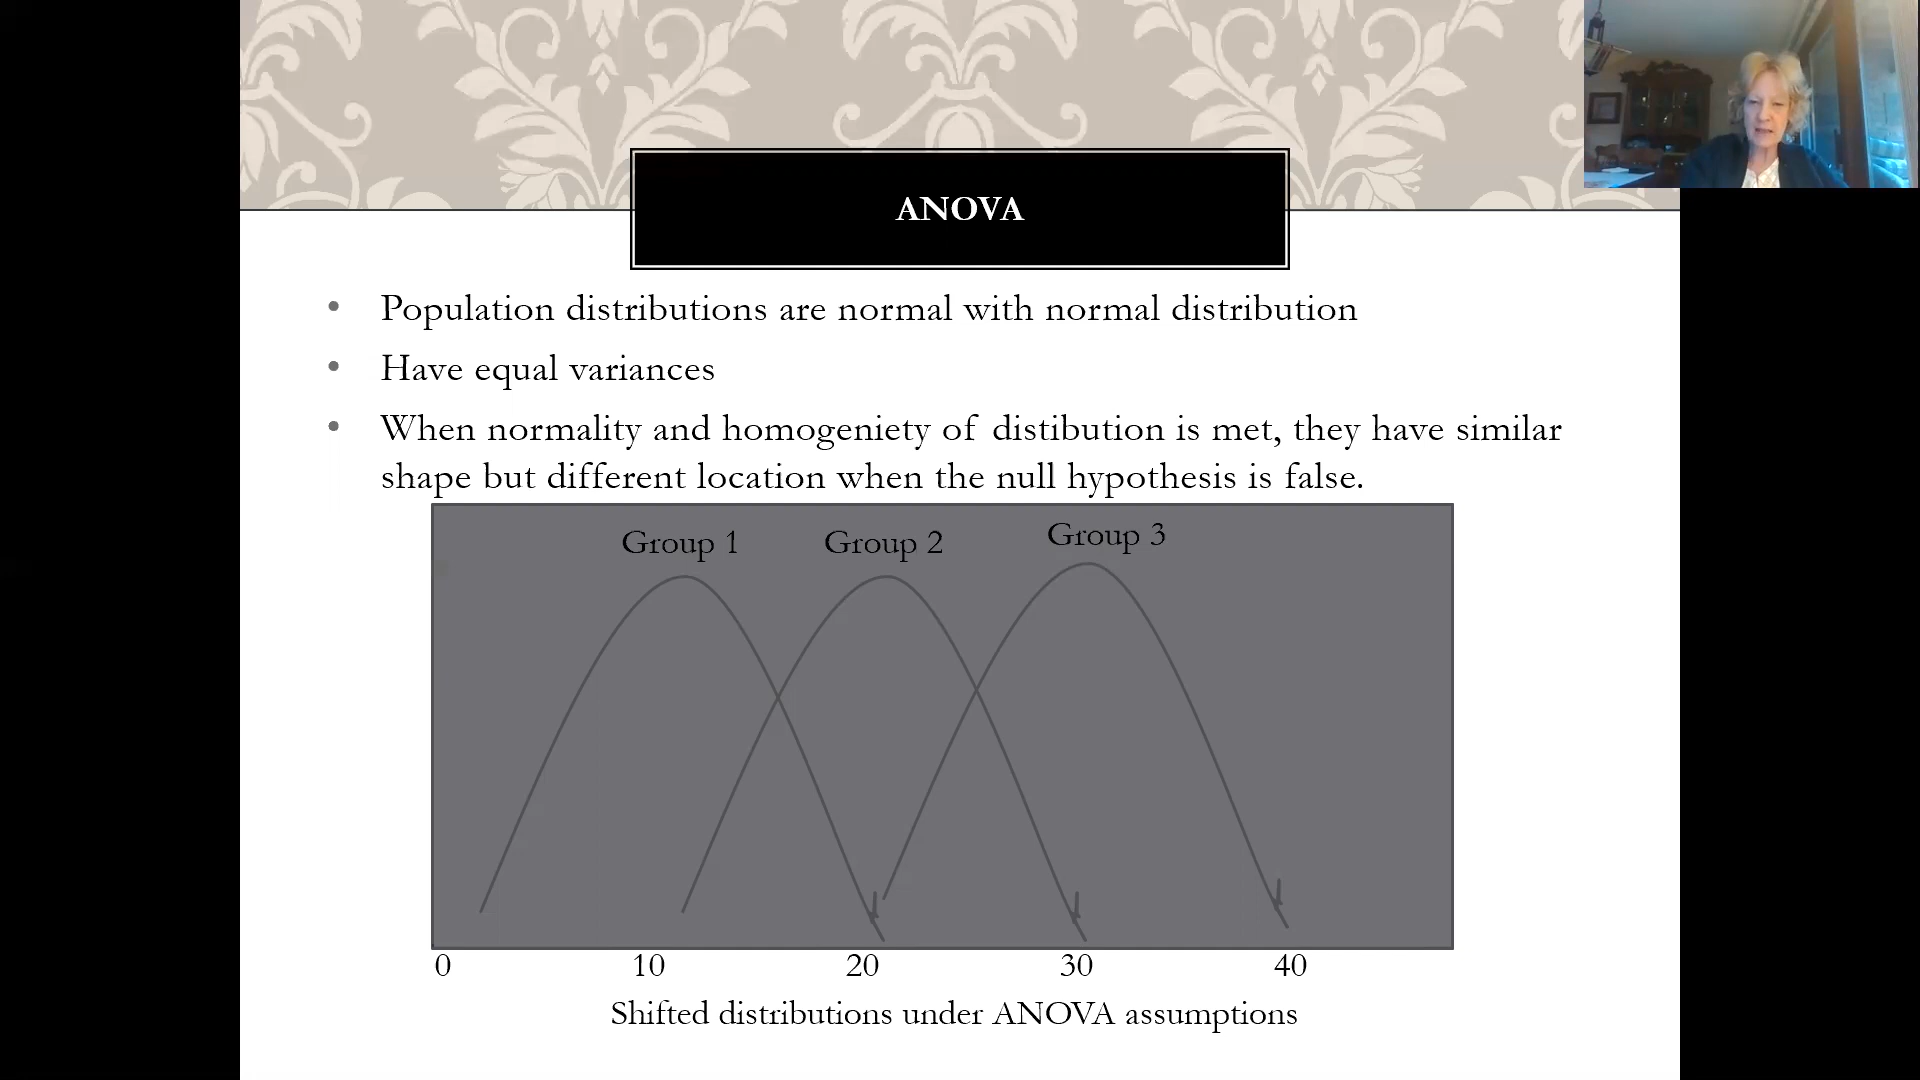 ANOVA
Population distributions are normal with normal distribution
Have equal variances
When normality and homogeniety of distibution is met, they have similar
shape but different location when the null hypothesis is false.
Group 1 Group 2 Group 3
0 10 20 30 40
Shifted distributions under ANOVA assumptions